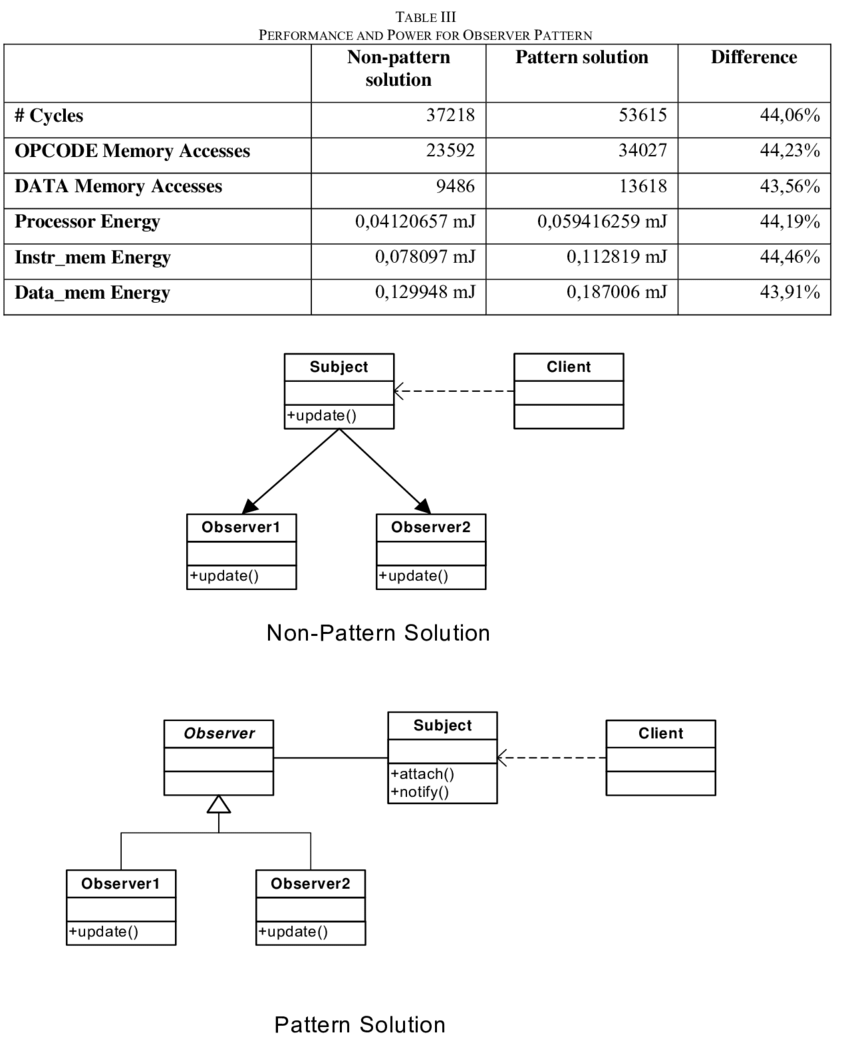 TABLE III
PERFORMANCE AND POWER FOR OBSERVER PATTERN
Non-pattern solution Pattern solution Difference
# Cycles 37218 53615 44,06%
OPCODE Memory Accesses 23592 34027 44,23%
DATA Memory Accesses 9486 13618 43,56%
Processor Energy 0,04120657 mJ 0,059416259 mJ 44,19%
Instr_mem Energy 0,078097 mJ 0,112819 mJ 44,46%
Data_mem Energy 0,129948 mJ 0,187006 mJ 43,91%
Subject Client
+update()
Observer1 Observer2
+update() +update()
Non-Pattern Solution
Observer Subject Client
+attach()
+notify()
Observer1 Observer2
+update() +update()
Pattern Solution